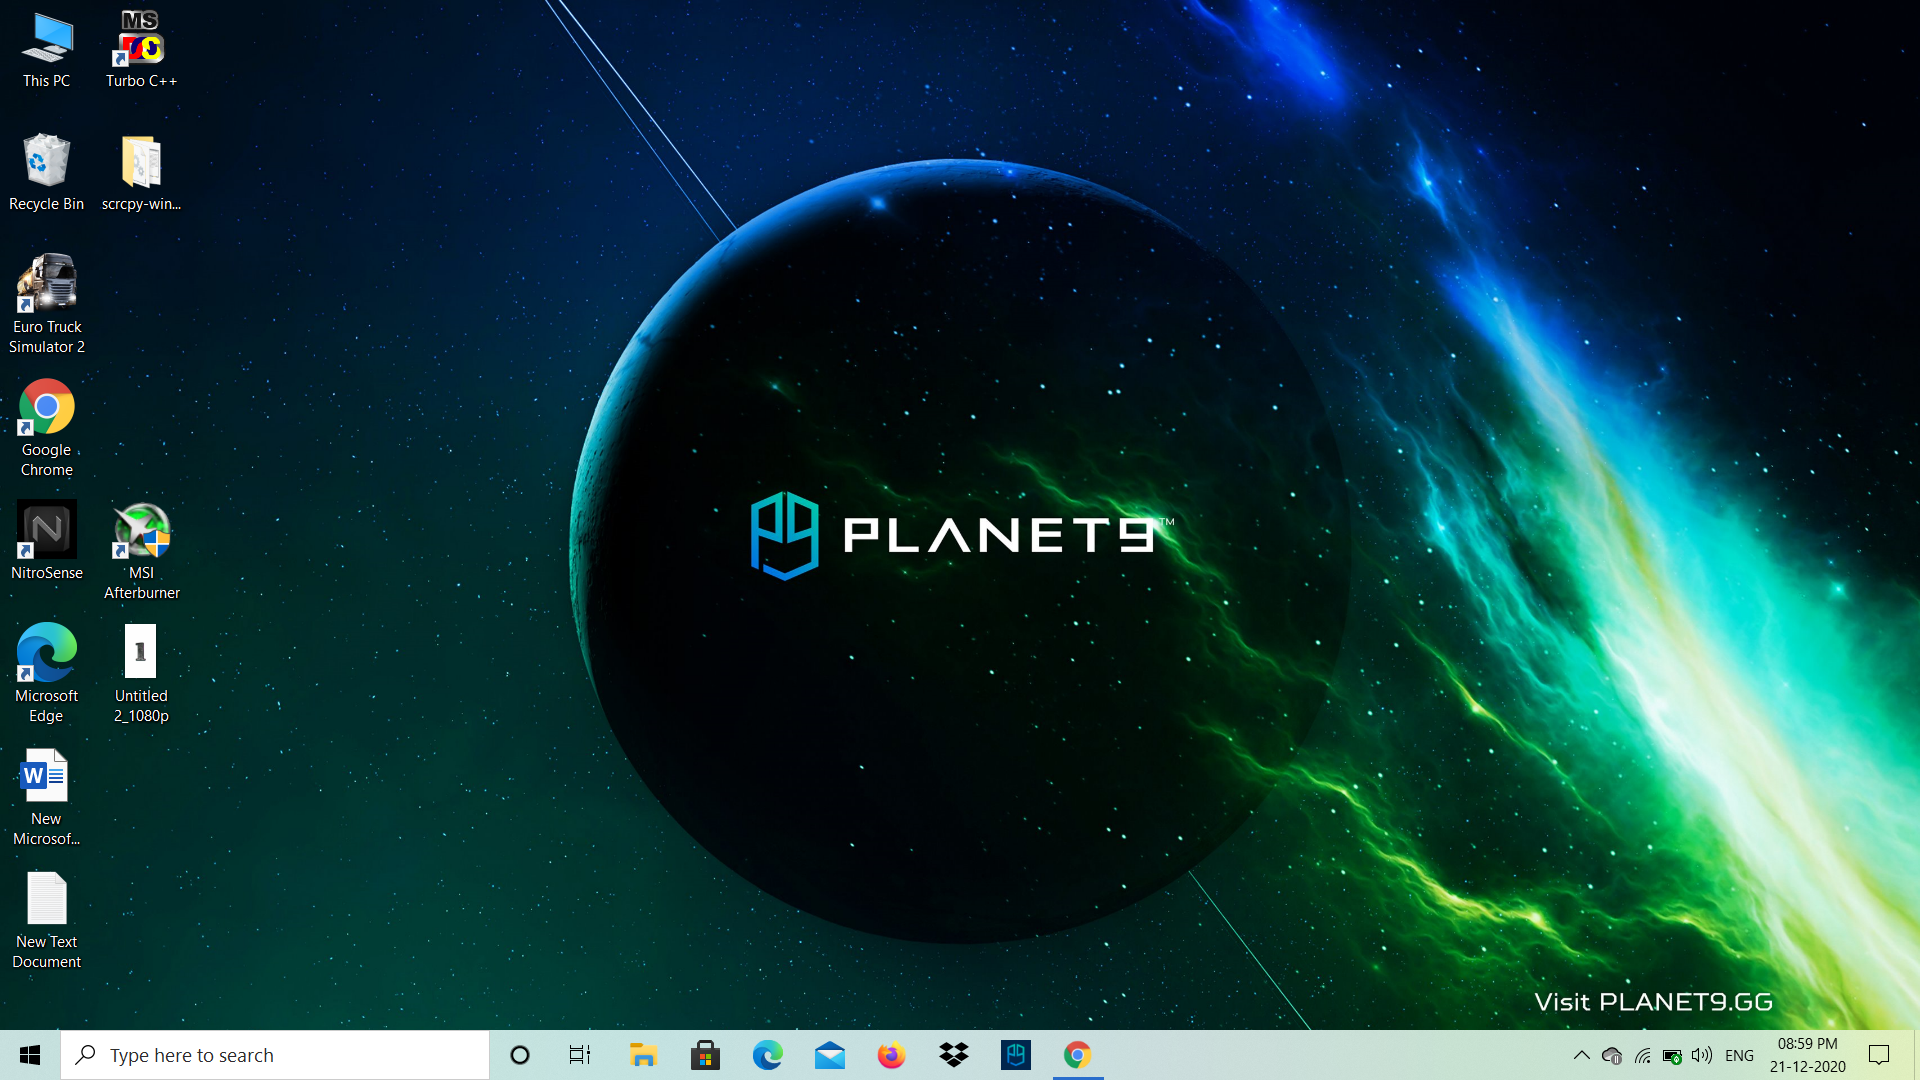 This PC
MS
Turbo C++
Recycle Bin
scrcpy-win...
Euro Truck
Simulator 2
Google
Chrome
N
NitroSense
MSI
Afterburner
Microsoft
Edge
1
Untitled
2_1080p
W
New
Microsof...
New Text
Document
PLANET9™
Visit PLANET9.GG
Type here to search
ENG
08:59 PM
21-12-2020